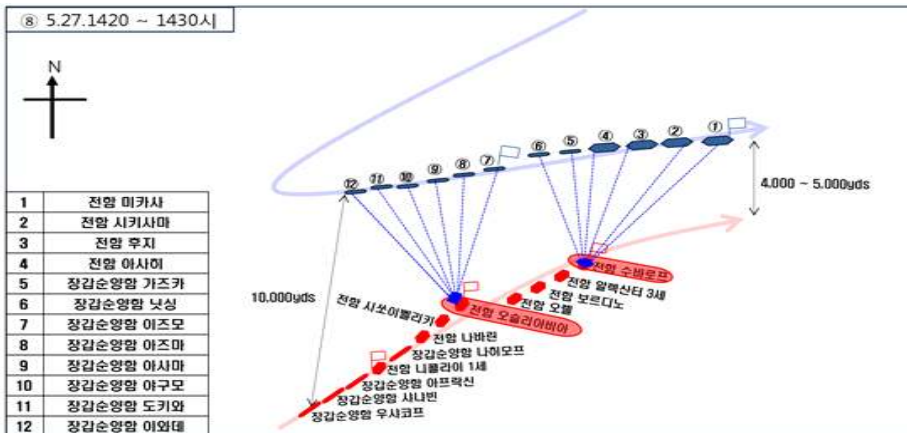 ⑧ 5.27.1420 ~ 1430시
N
① ② ③ ④ ⑤ ⑥ ⑦ ⑧ ⑨ ⑩ ⑪ ⑫
4.000 ~ 5.000yds
10.000yds
1 전함 미카사
2 전함 시키사마
3 전함 후지
4 전함 아사히
5 장갑순양함 가즈카
6 장갑순양함 닛싱
7 장갑순양함 이즈모
8 장갑순양함 아즈마
9 장갑순양함 아사마
10 장갑순양함 야구모
11 장갑순양함 도키와
12 장갑순양함 이와데
전함 수바로프
전함 알렉산터 3세
전함 보르디노
전함 오렐
전함 오슬리아비아
전함 시쏘이벨리카
전함 나바린
장갑순양함 나히모프
전함 니콜라이 1세
장갑순양함 아프락신
장갑순양함 샤냐빈
장갑순양함 우샤코프